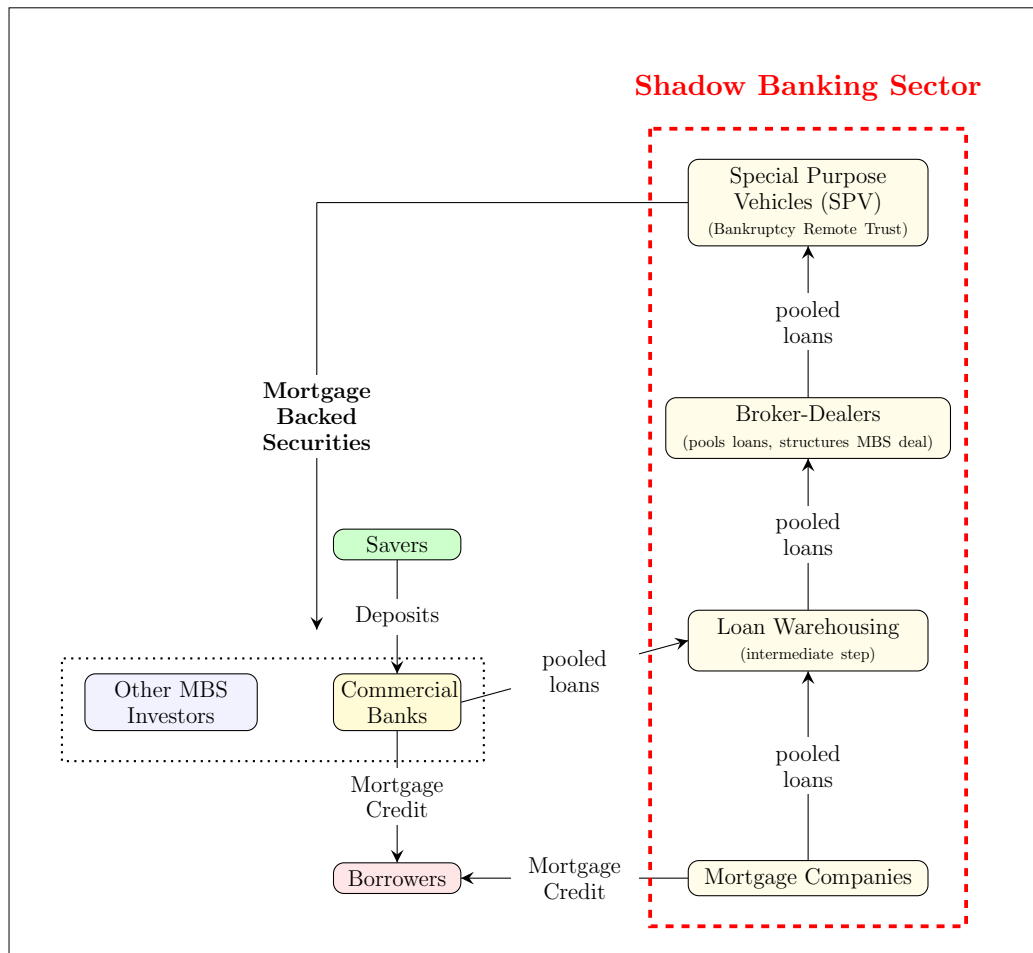 Shadow Banking Sector
Special Purpose
Vehicles (SPV)
(Bankruptcy Remote Trust)
pooled
loans
Mortgage
Backed
Securities
Broker-Dealers
(pools loans, structures MBS deal)
pooled
loans
Savers
Deposits
Loan Warehousing
(intermediate step)
pooled
loans
Other MBS
Investors
Commercial
Banks
pooled
loans
Mortgage
Credit
Borrowers
Mortgage
Credit
Mortgage Companies